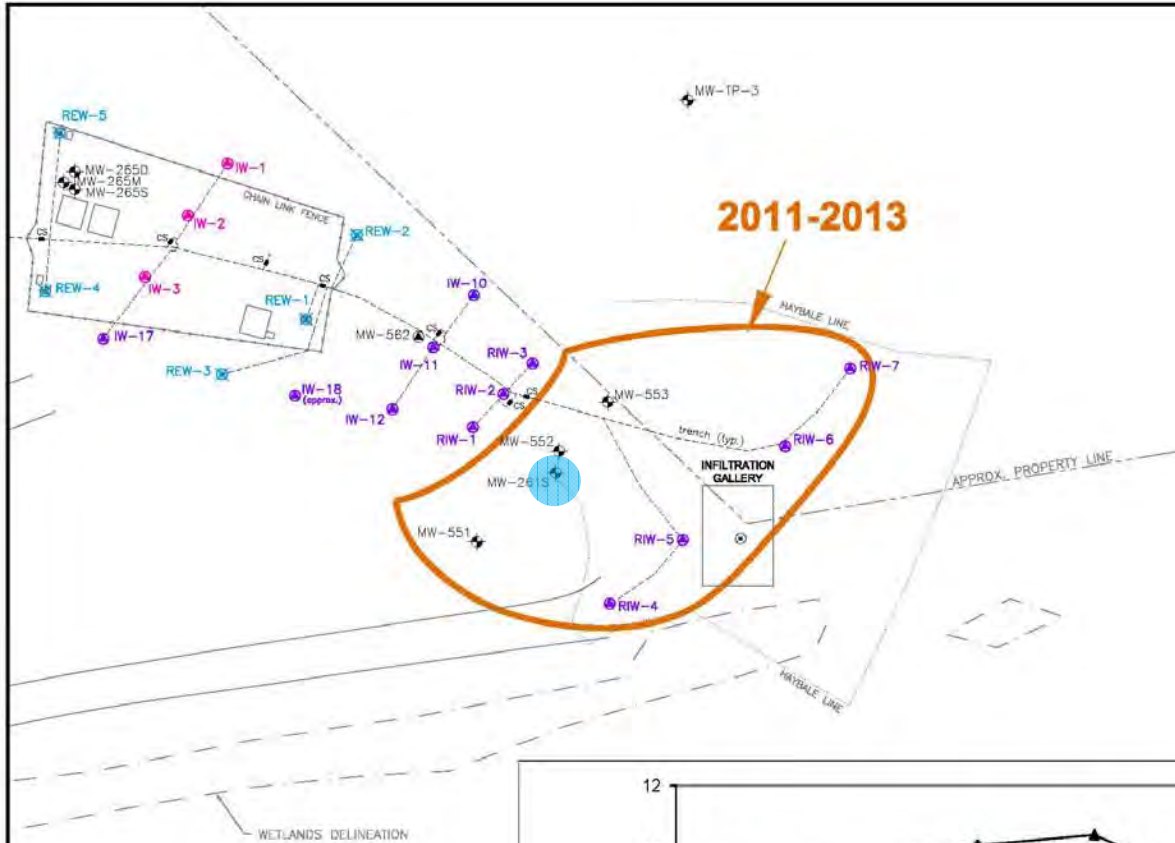 MW-TP-3
REW-5
MW-265D
MW-265M
MW-265S
IW-1
CHAIN LINK FENCE
IW-2
2011-2013
REW-2
CS
CS
CS
CS
IW-3
REW-4
IW-10
HAYBALE LINE
REW-1
CS
MW-562
IW-17
IW-11
RIW-3
RIW-7
REW-3
IW-18
(approx.)
RIW-2
CS
CS
MW-553
IW-12
RIW-1
trench (typ.)
RIW-6
MW-552
INFILTRATION
GALLERY
APPROX. PROPERTY LINE
MW-261S
MW-551
RIW-5
RIW-4
HAYBALE LINE
12
WETLANDS DELINEATION